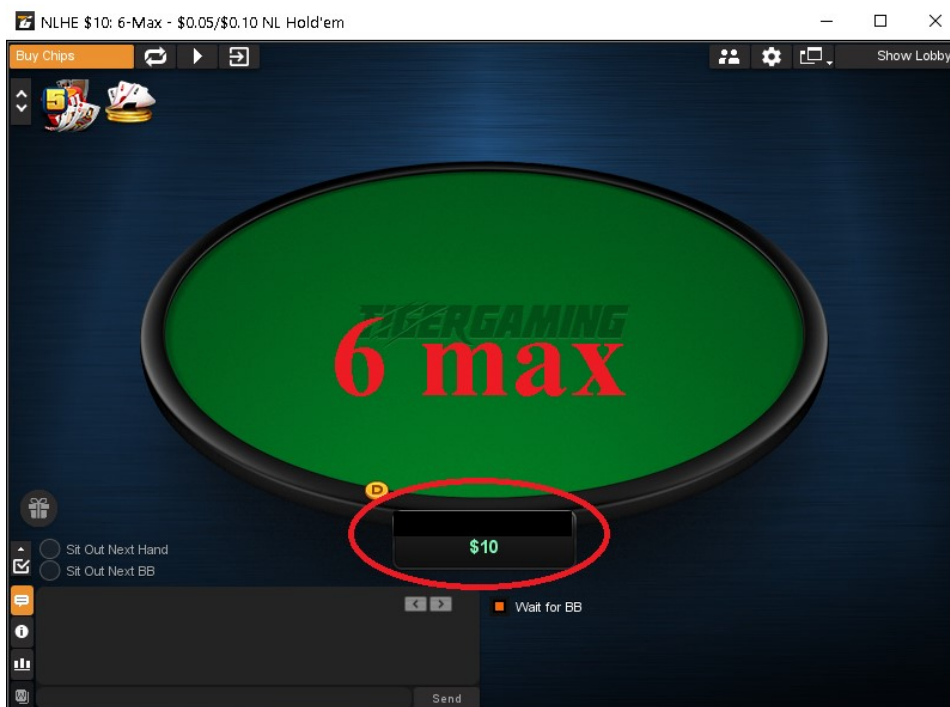 NLHE $10: 6-Max - $0.05/$0.10 NL Hold'em
Buy Chips
Show Lobby
5
TIGERGAMING
6 max
D
$10
Sit Out Next Hand
Sit Out Next BB
Wait for BB
Send